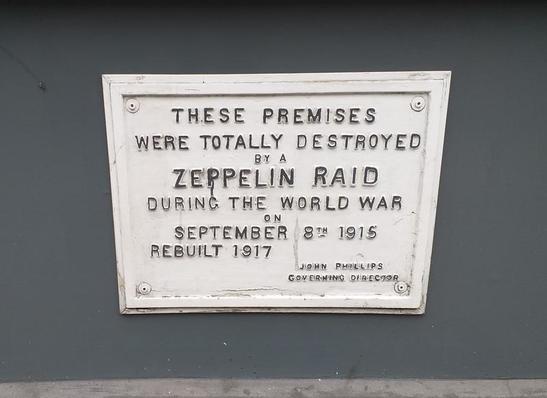 THESE PREMISES
WERE TOTALLY DESTROYED
BY A
ZEPPELIN RAID
DURING THE WORLD WAR
ON
SEPTEMBER 8TH 1915
REBUILT 1917
JOHN PHILLIPS
GOVERNING DIRECTOR